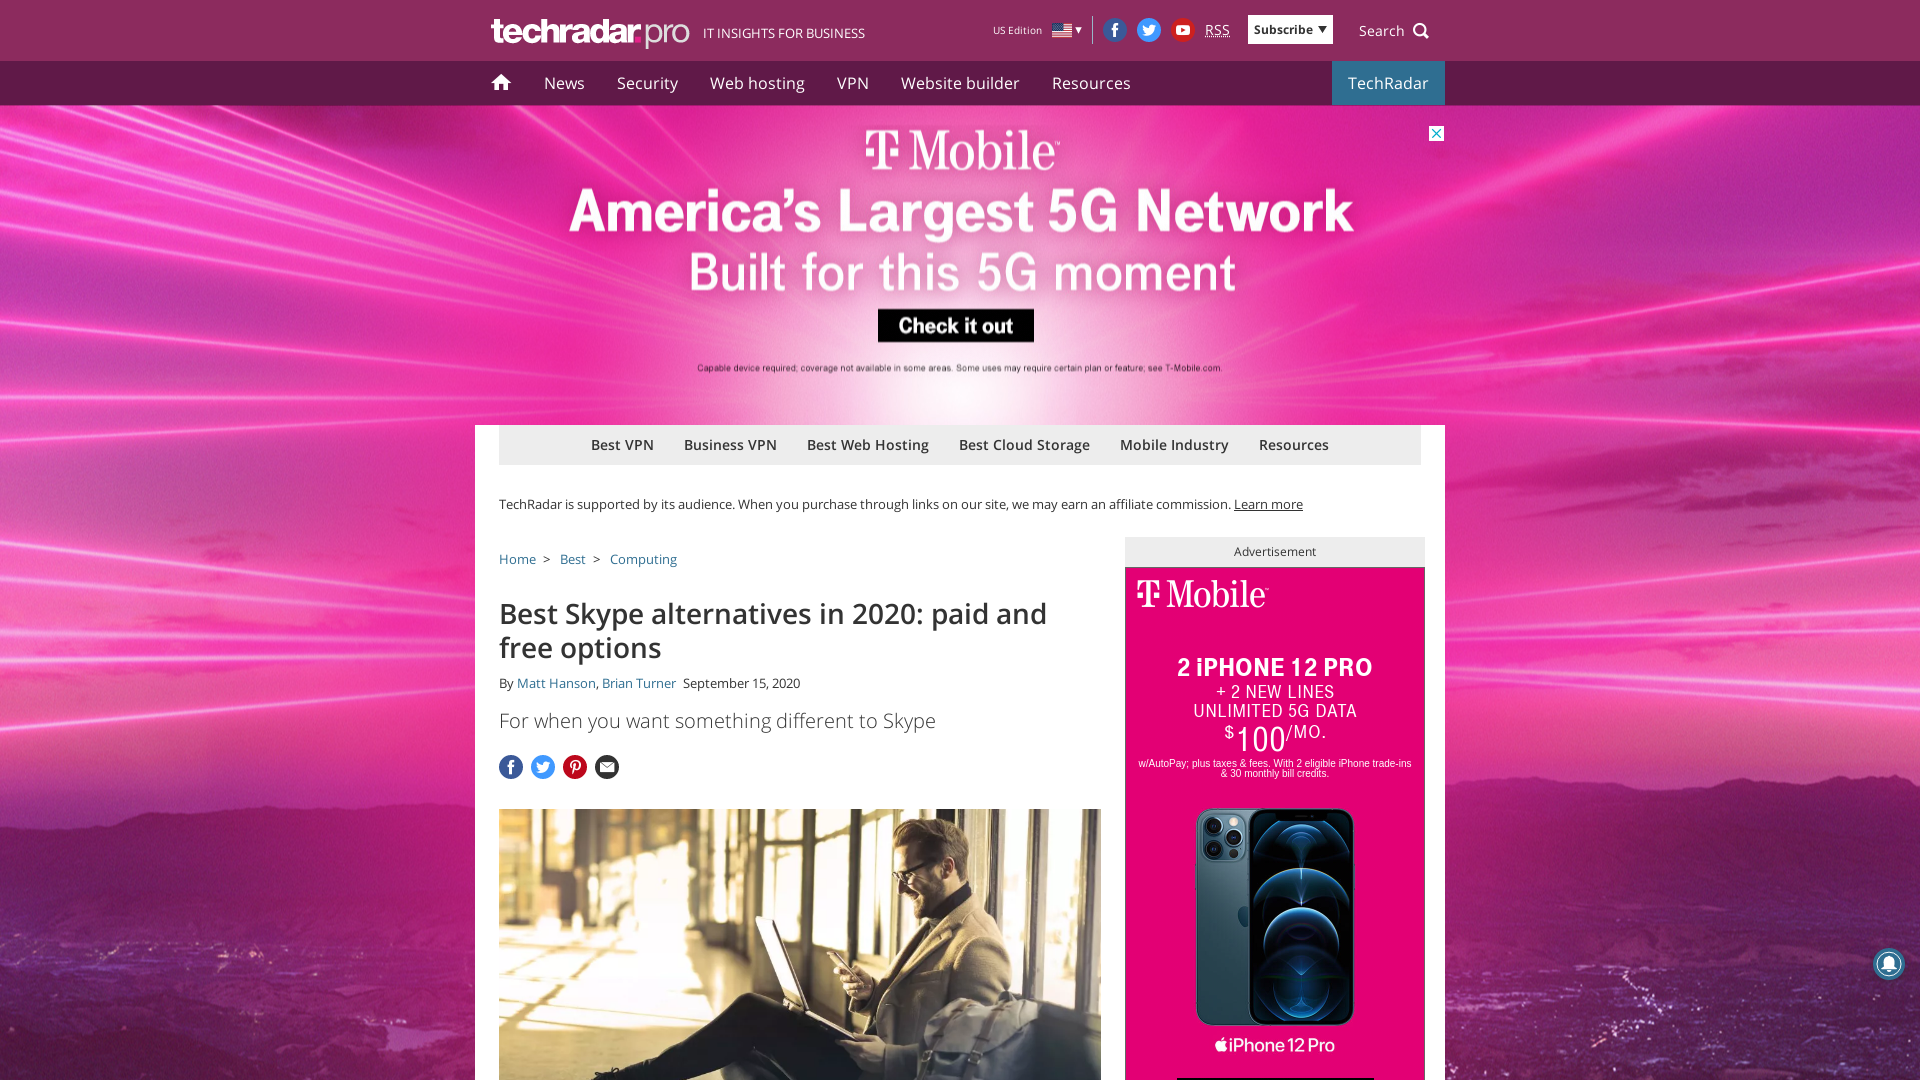 techradar.pro IT INSIGHTS FOR BUSINESS
US Edition
RSS
Subscribe
Search
News Security Web hosting VPN Website builder Resources TechRadar
T Mobile™
America's Largest 5G Network
Built for this 5G moment
Check it out
Capable device required; coverage not available in some areas. Some uses may require certain plan or feature; see T-Mobile.com.
Best VPN Business VPN Best Web Hosting Best Cloud Storage Mobile Industry Resources
TechRadar is supported by its audience. When you purchase through links on our site, we may earn an affiliate commission. Learn more
Home > Best > Computing
Best Skype alternatives in 2020: paid and
free options
By Matt Hanson, Brian Turner September 15, 2020
For when you want something different to Skype
Advertisement
T Mobile™
2 iPHONE 12 PRO
+ 2 NEW LINES
UNLIMITED 5G DATA
$100/MO.
w/AutoPay; plus taxes & fees. With 2 eligible iPhone trade-ins
& 30 monthly bill credits.
iPhone 12 Pro